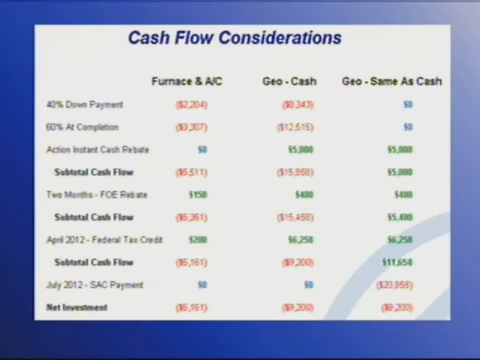 Cash Flow Considerations
Furnace & A/C Geo - Cash Geo - Same As Cash
40% Down Payment ($2,204) ($8,343) $0
60% At Completion ($3,307) ($12,515) $0
Action Instant Cash Rebate $0 $5,000 $5,000
Subtotal Cash Flow ($5,511) ($15,858) $5,000
Two Months - FOE Rebate $150 $400 $400
Subtotal Cash Flow ($5,361) ($15,458) $5,400
April 2012 - Federal Tax Credit $200 $6,258 $6,258
Subtotal Cash Flow ($5,161) ($9,200) $11,658
July 2012 - SAC Payment $0 $0 ($20,858)
Net Investment ($5,161) ($9,200) ($9,200)